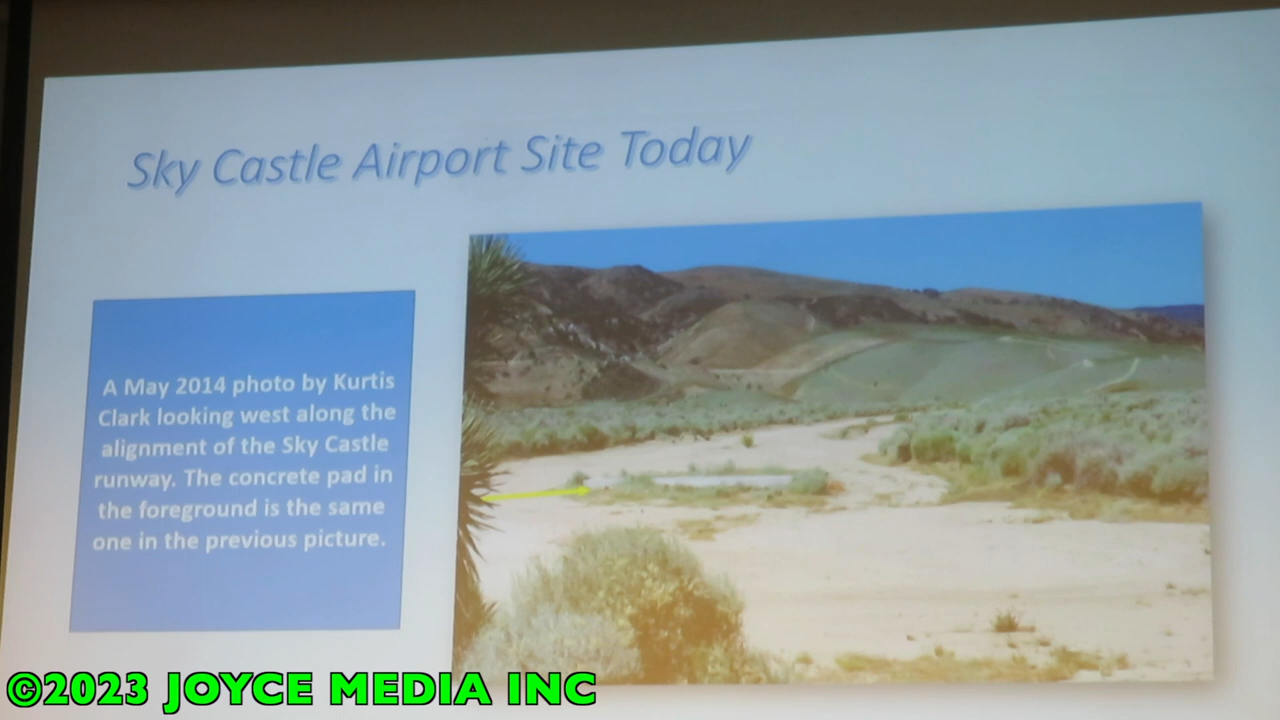 Sky Castle Airport Site Today
A May 2014 photo by Kurtis
Clark looking west along the
alignment of the Sky Castle
runway. The concrete pad in
the foreground is the same
one in the previous picture.
©2023 JOYCE MEDIA INC